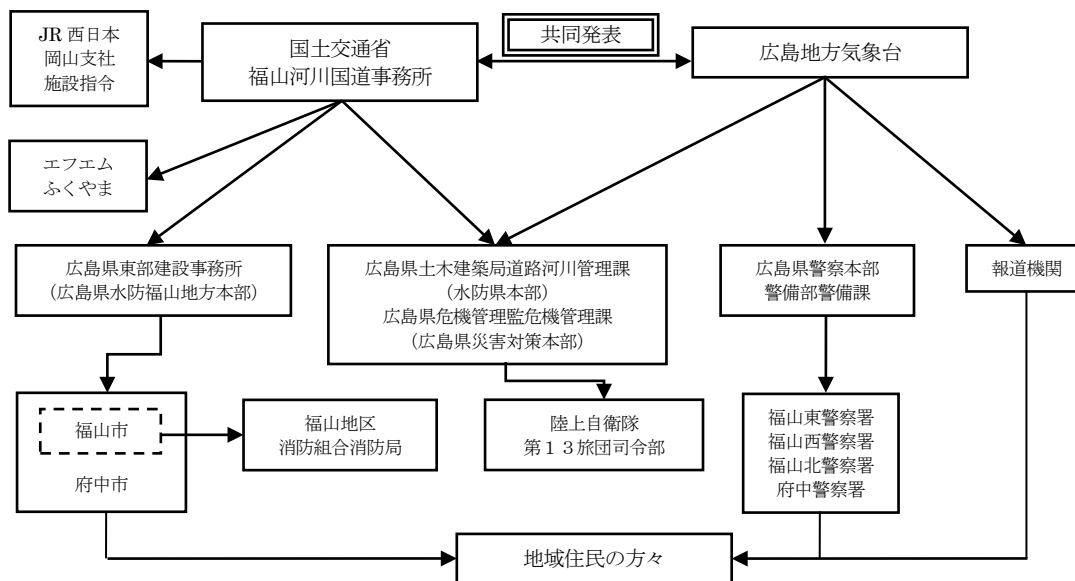 JR 西日本
岡山支社
施設指令
国土交通省
福山河川国道事務所
共同発表
広島地方気象台
エフエム
ふくやま
広島県東部建設事務所
（広島県水防福山地方本部）
広島県土木建築局道路河川管理課
（水防県本部）
広島県危機管理監危機管理課
（広島県災害対策本部）
広島県警察本部
警備部警備課
報道機関
福山市
府中市
福山地区
消防組合消防局
陸上自衛隊
第１３旅団司令部
福山東警察署
福山西警察署
福山北警察署
府中警察署
地域住民の方々